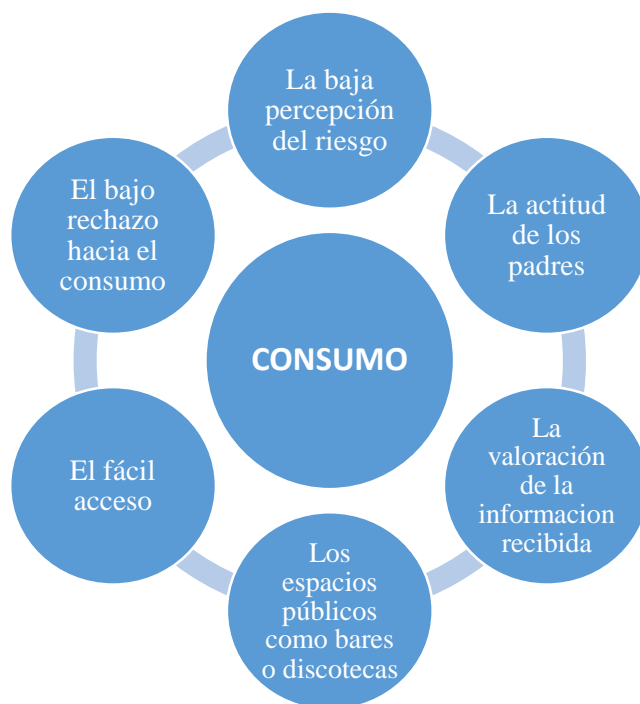 La baja
percepción
del riesgo
La actitud
de los
padres
La
valoración
de la
informacion
recibida
Los
espacios
públicos
como bares
o discotecas
El fácil
acceso
El bajo
rechazo
hacia el
consumo
CONSUMO